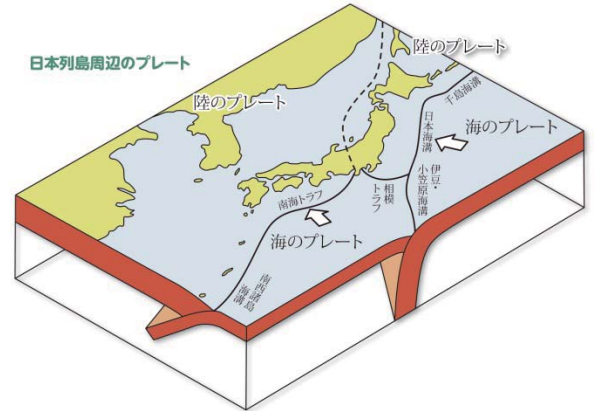 日本列島周辺のプレート
陸のプレート
陸のプレート
千島海溝
日本海溝
海のプレート
伊豆・
小笠原海溝
相模
トラフ
南海トラフ
海のプレート
南西諸島
海溝